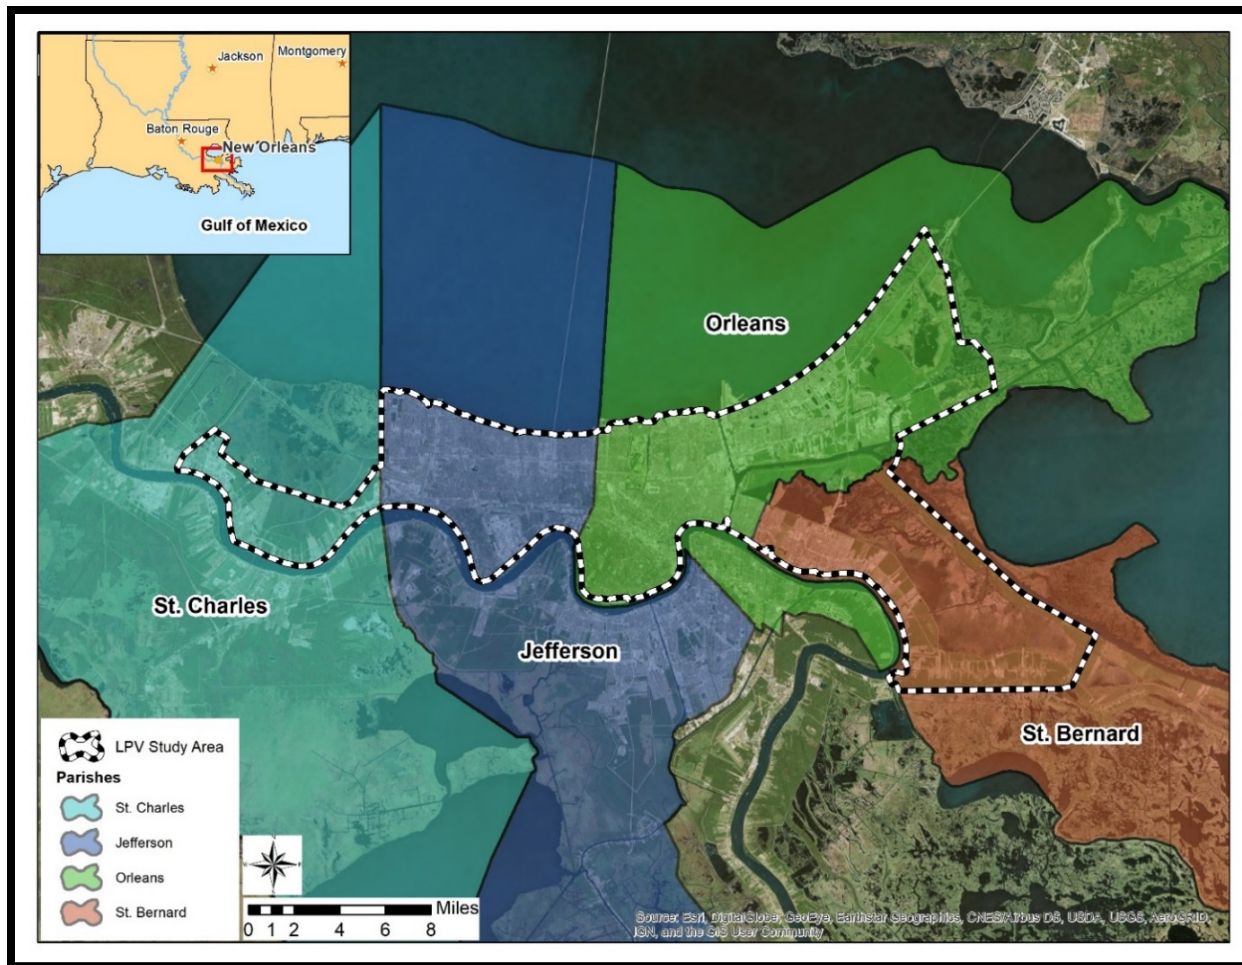 Jackson
Montgomery
Baton Rouge
New Orleans
Gulf of Mexico
Orleans
St. Charles
Jefferson
St. Bernard
LPV Study Area
Parishes
St. Charles
Jefferson
Orleans
St. Bernard
Miles
0 1 2 4 6 8
Source: Esri, DigitalGlobe, GeoEye, Earthstar Geographics, CNES/Airbus DS, USDA, USGS, AeroGRID,
IGN, and the GIS User Community